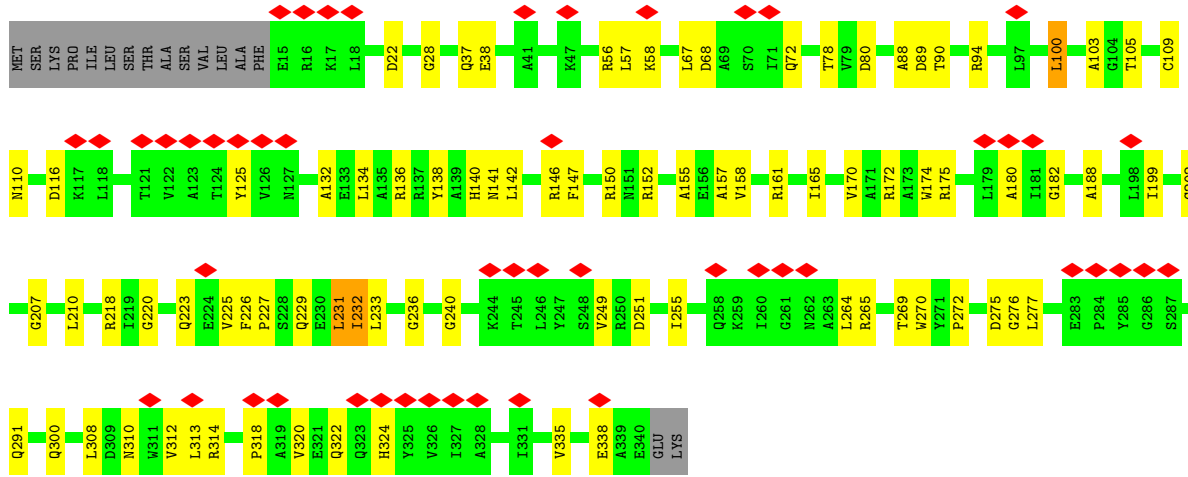 MET SER LYS PRO ILE LEU SER THR ALA SER VAL LEU ALA PHE E15 R16 K17 L18 D22 G28 Q37 E38 A41 K47 R56 L57 K58 L67 D68 A69 S70 I71 Q72 T78 V79 D80 A88 D89 T90 R94 L97 L100 A103 G104 T105 C109
N110 D116 K117 L118 T121 V122 A123 T124 Y125 V126 N127 A132 E133 L134 A135 R136 R137 Y138 A139 H140 N141 L142 R146 F147 R150 N151 R152 A155 E156 A157 V158 R161 I165 V170 A171 R172 A173 W174 R175 L179 A180 I181 G182 A188 L198 I199
G207 L210 R218 I219 G220 Q223 E224 V225 F226 P227 S228 Q229 E230 L231 I232 L233 G236 G240 K244 T245 L246 Y247 S248 V249 R250 D251 I255 Q258 K259 I260 G261 N262 A263 L264 R265 T269 W270 Y271 P272 D275 G276 L277 E283 P284 Y285 G286 S287
Q291 Q300 L308 D309 N310 W311 V312 L313 R314 P318 A319 V320 E321 Q322 Q323 H324 Y325 V326 I327 A328 I331 V335 E338 A339 E340 GLU LYS